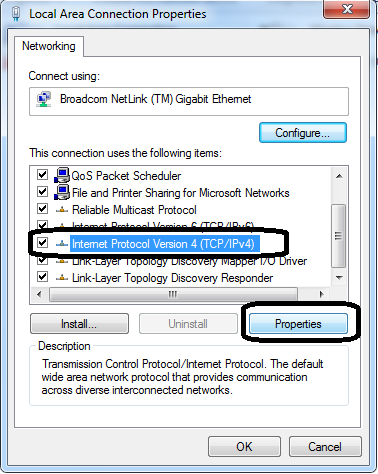 Local Area Connection Properties
Networking
Connect using:
Broadcom NetLink (TM) Gigabit Ethernet
Configure...
This connection uses the following items:
QoS Packet Scheduler
File and Printer Sharing for Microsoft Networks
Reliable Multicast Protocol
Internet Protocol Version 6 (TCP/IPv6)
Internet Protocol Version 4 (TCP/IPv4)
Link-Layer Topology Discovery Mapper I/O Driver
Link-Layer Topology Discovery Responder
Install...
Uninstall
Properties
Description
Transmission Control Protocol/Internet Protocol. The default
wide area network protocol that provides communication
across diverse interconnected networks.
OK
Cancel